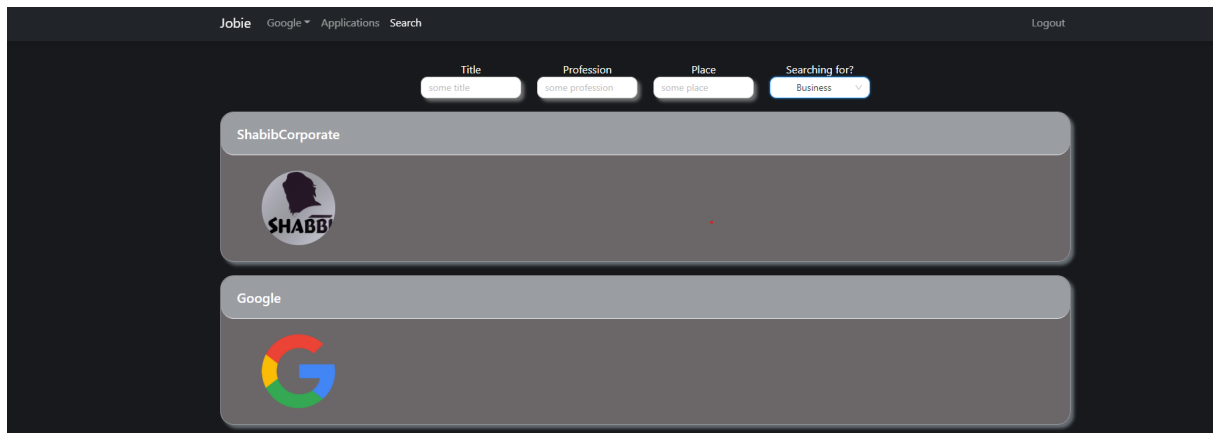 Jobie Google Applications Search Logout
Title Profession Place Searching for?
some title some profession some place Business
ShabibCorporate
SHABBI
Google